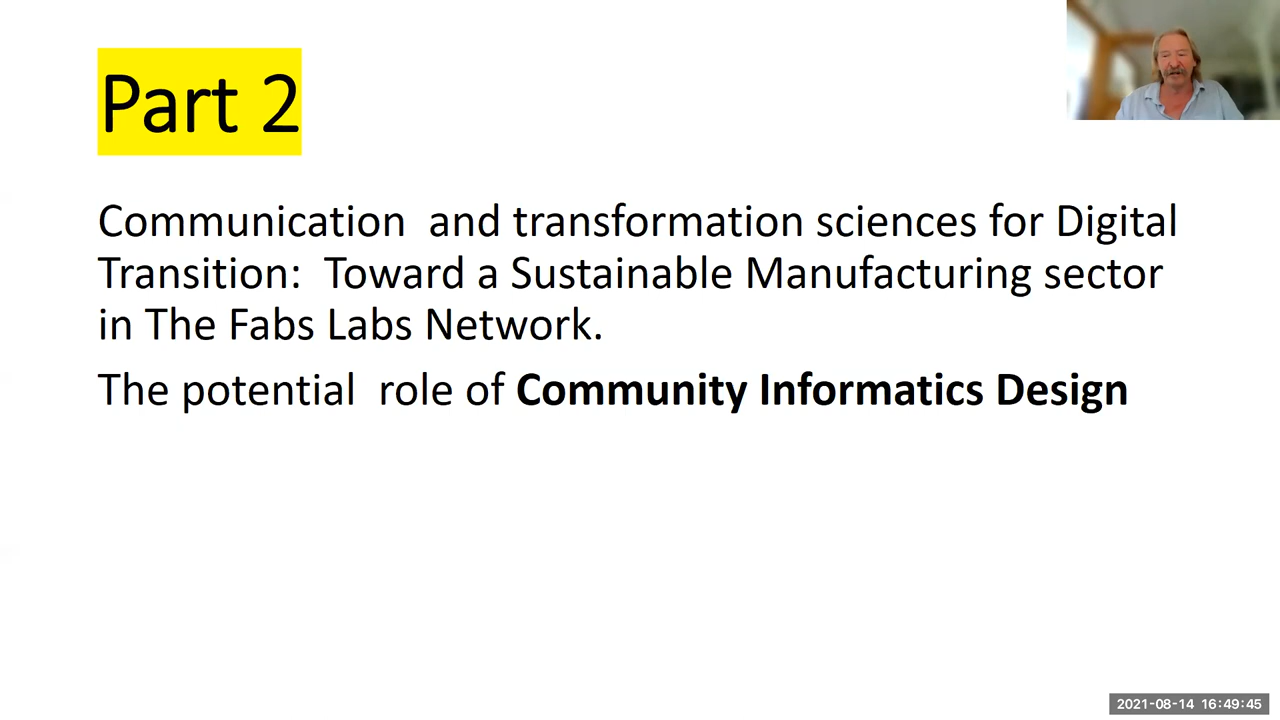 Part 2
Communication  and transformation sciences for Digital
Transition:  Toward a Sustainable Manufacturing sector
in The Fabs Labs Network.
The potential  role of Community Informatics Design
2021-08-14 16:49:45